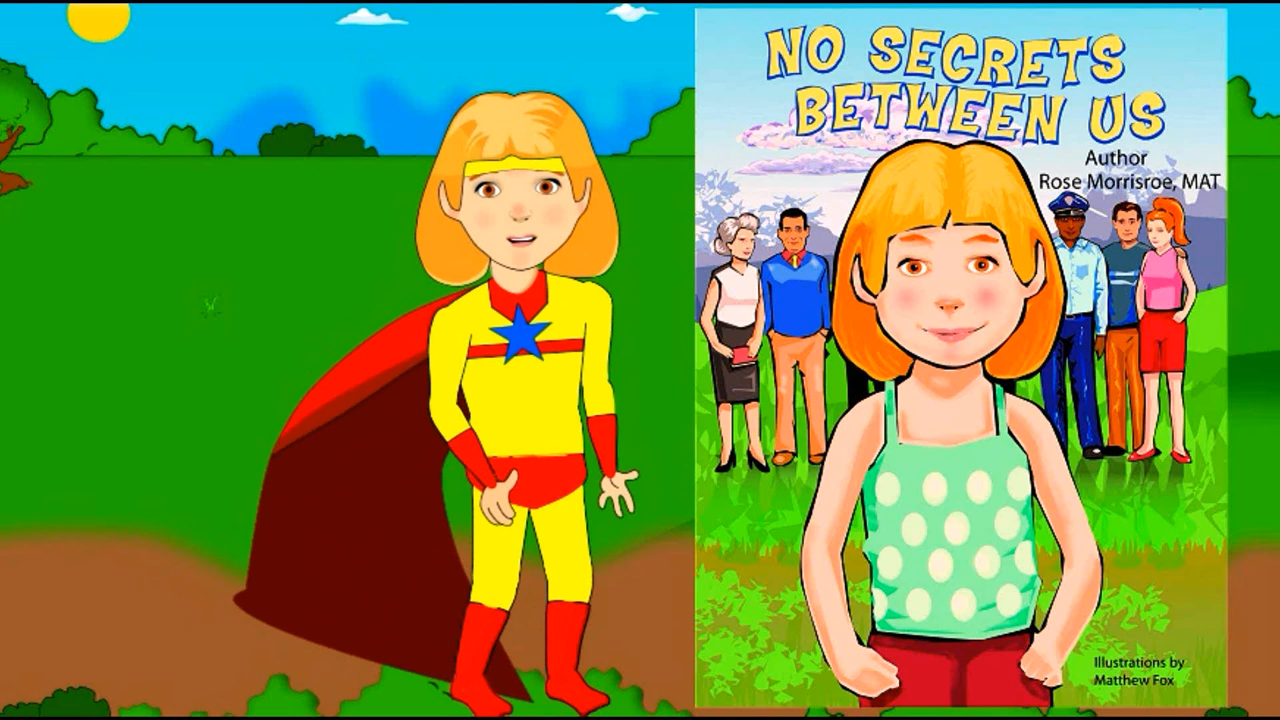 NO SECRETS
BETWEEN US
Author
Rose Morrisroe, MAT
Illustrations by
Matthew Fox